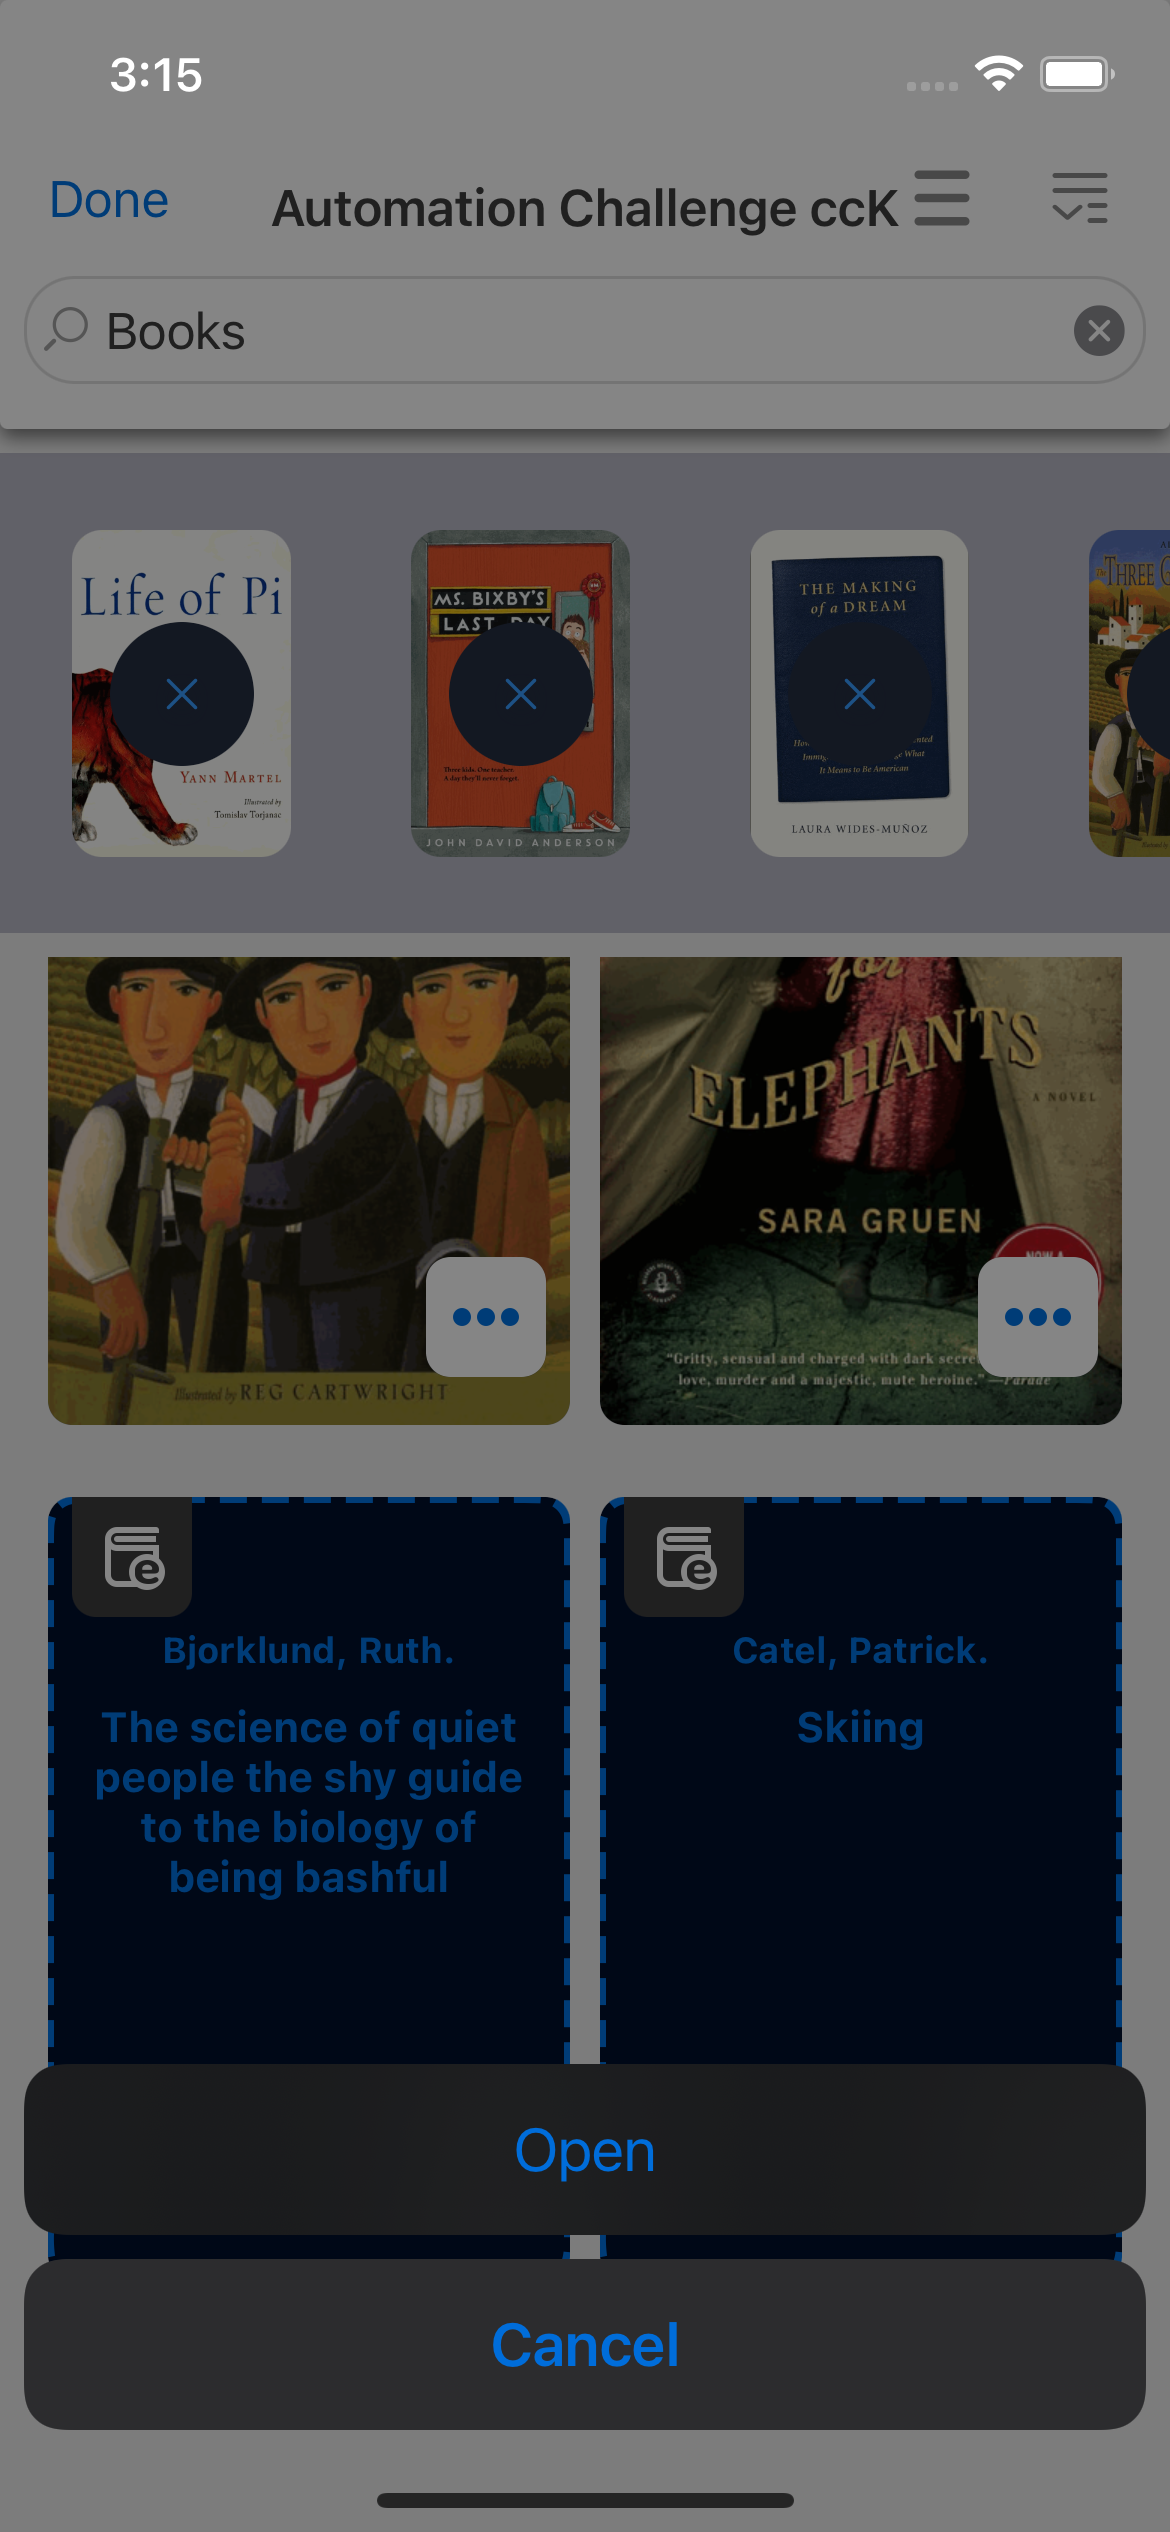 3:15
Done
Automation Challenge ccK
Books
Life of Pi
YANN MARTEL
Illustrated by
Tomislav Torjanac
MS. BIXBY'S
LAST DAY
Three kids. One teacher.
A day they'll never forget.
JOHN DAVID ANDERSON
THE MAKING
of a DREAM
What
It Means to Be American
LAURA WIDES-MUÑOZ
The THREE
Illustrated by REG CARTWRIGHT
for
ELEPHANTS
A NOVEL
SARA GRUEN
NOW A
"Gritty, sensual and charged with dark
love, murder and a majestic, mute heroine." —Parade
Bjorklund, Ruth.
The science of quiet
people the shy guide
to the biology of
being bashful
Catel, Patrick.
Skiing
Open
Cancel